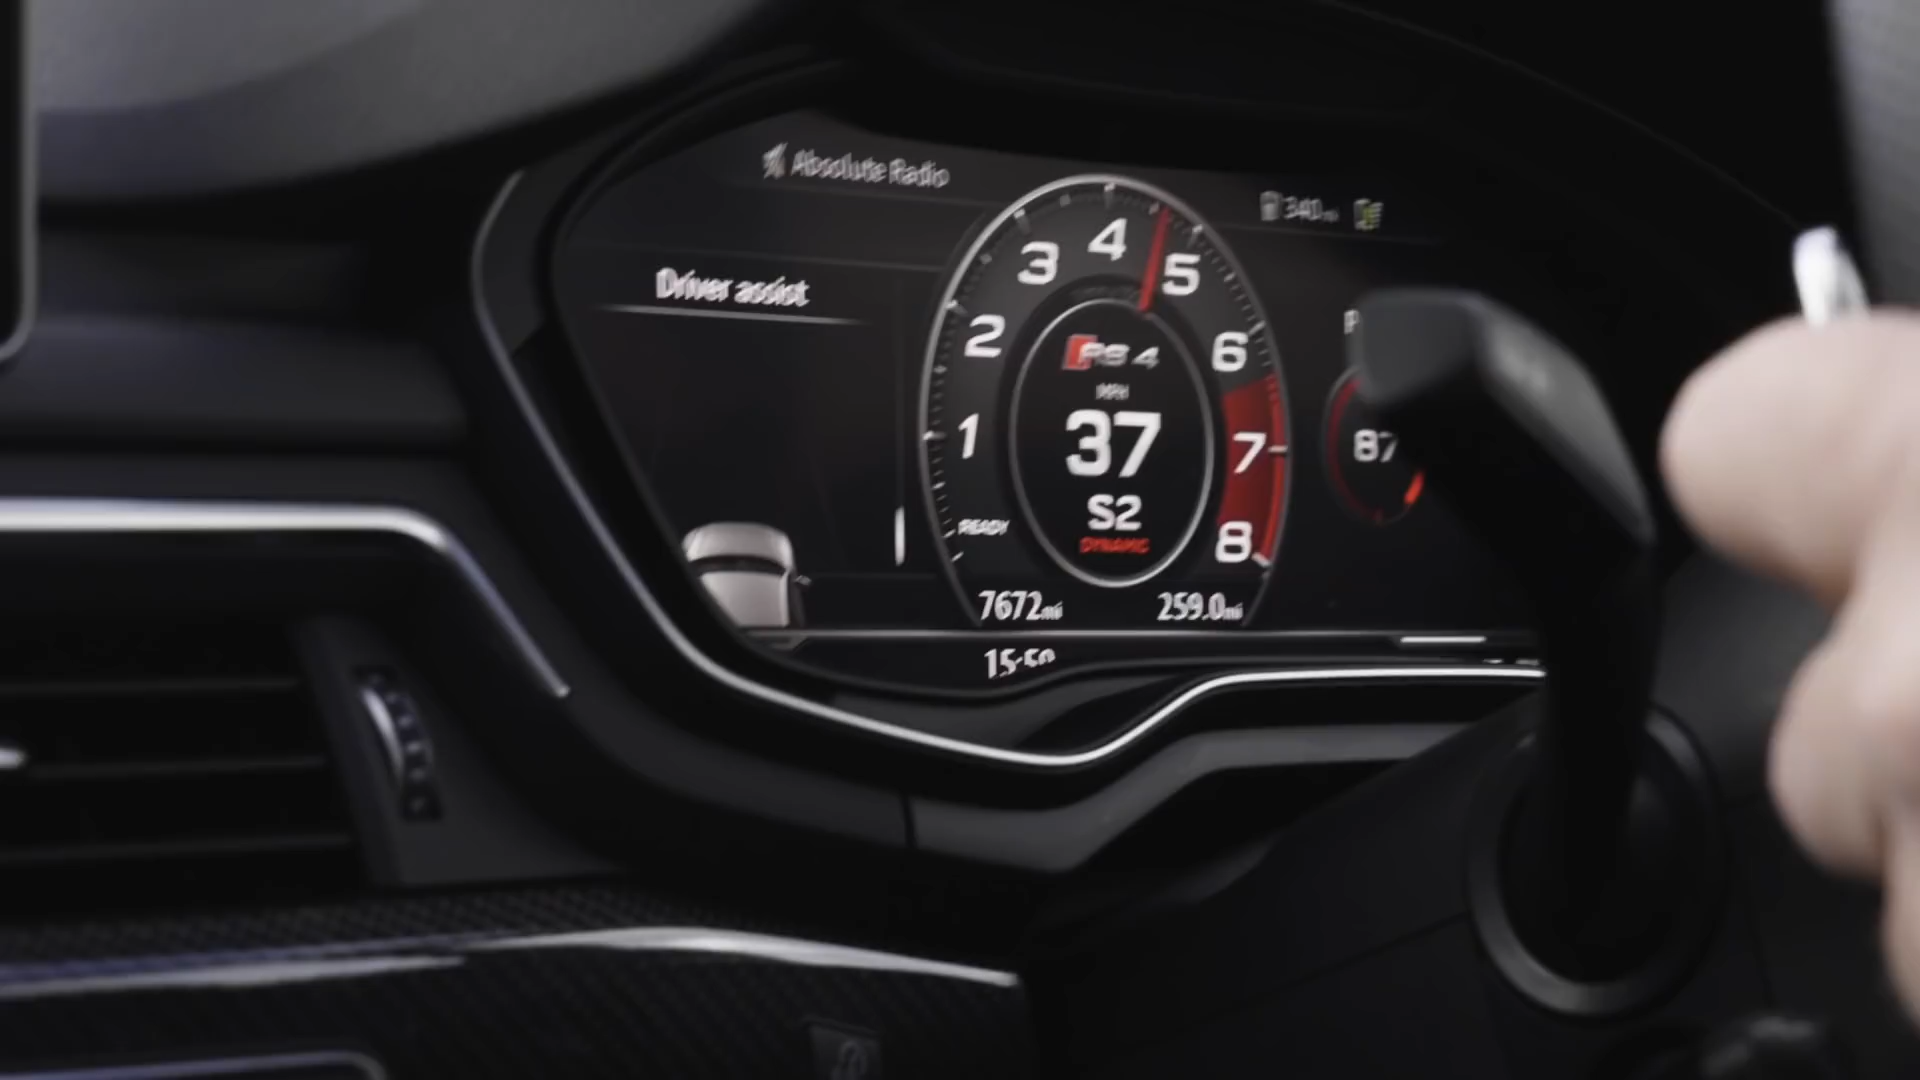 Absolute Radio
340mi
Driver assist
1
2
3
4
5
6
7
8
RS 4
MPH
37
S2
DYNAMIC
READY
87
7672mi
259.0mi